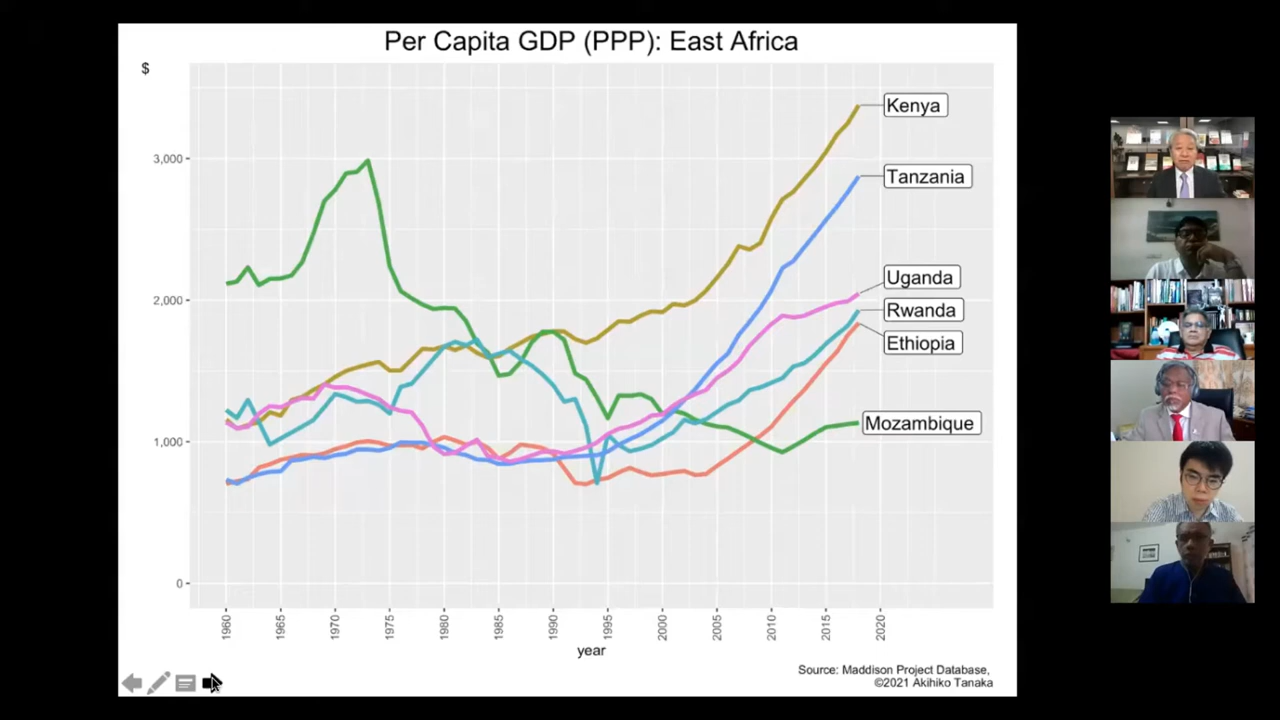 Per Capita GDP (PPP): East Africa
$
Kenya
3,000
Tanzania
Uganda
2,000
Rwanda
Ethiopia
Mozambique
1,000
0
1960
1965
1970
1975
1980
1985
1990
1995
2000
2005
2010
2015
2020
year
Source: Maddison Project Database,
©2021 Akihiko Tanaka